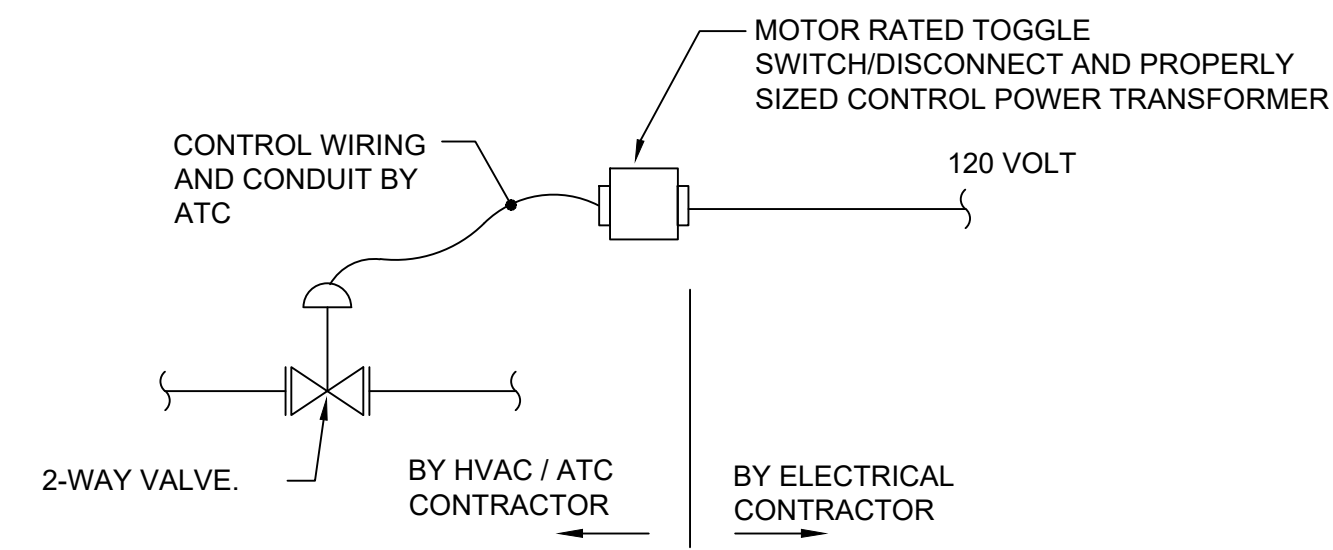 MOTOR RATED TOGGLE
SWITCH/DISCONNECT AND PROPERLY
SIZED CONTROL POWER TRANSFORMER
CONTROL WIRING
AND CONDUIT BY
ATC
120 VOLT
2-WAY VALVE.
BY HVAC / ATC
CONTRACTOR
BY ELECTRICAL
CONTRACTOR